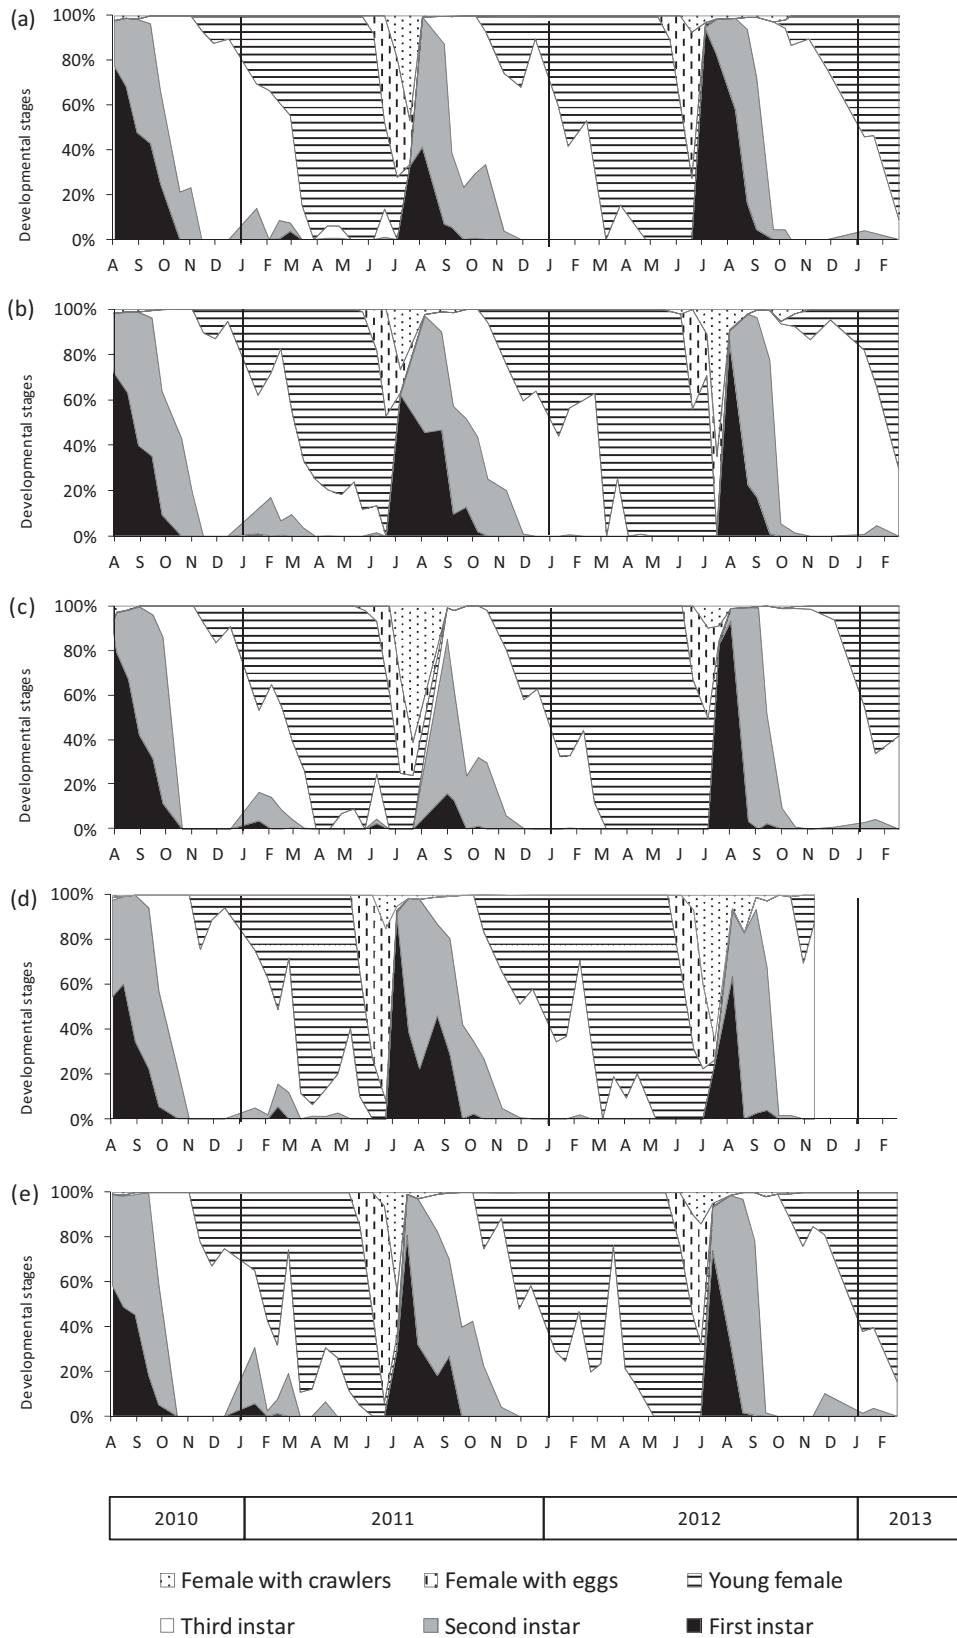 (a)
Developmental stages
100%
80%
60%
40%
20%
0%
A S O N D J F M A M J J A S O N D J F M A M J J A S O N D J F
(b)
Developmental stages
100%
80%
60%
40%
20%
0%
A S O N D J F M A M J J A S O N D J F M A M J J A S O N D J F
(c)
Developmental stages
100%
80%
60%
40%
20%
0%
A S O N D J F M A M J J A S O N D J F M A M J J A S O N D J F
(d)
Developmental stages
100%
80%
60%
40%
20%
0%
A S O N D J F M A M J J A S O N D J F M A M J J A S O N D J F
(e)
Developmental stages
100%
80%
60%
40%
20%
0%
A S O N D J F M A M J J A S O N D J F M A M J J A S O N D J F
2010 2011 2012 2013
Female with crawlers Female with eggs Young female
Third instar Second instar First instar